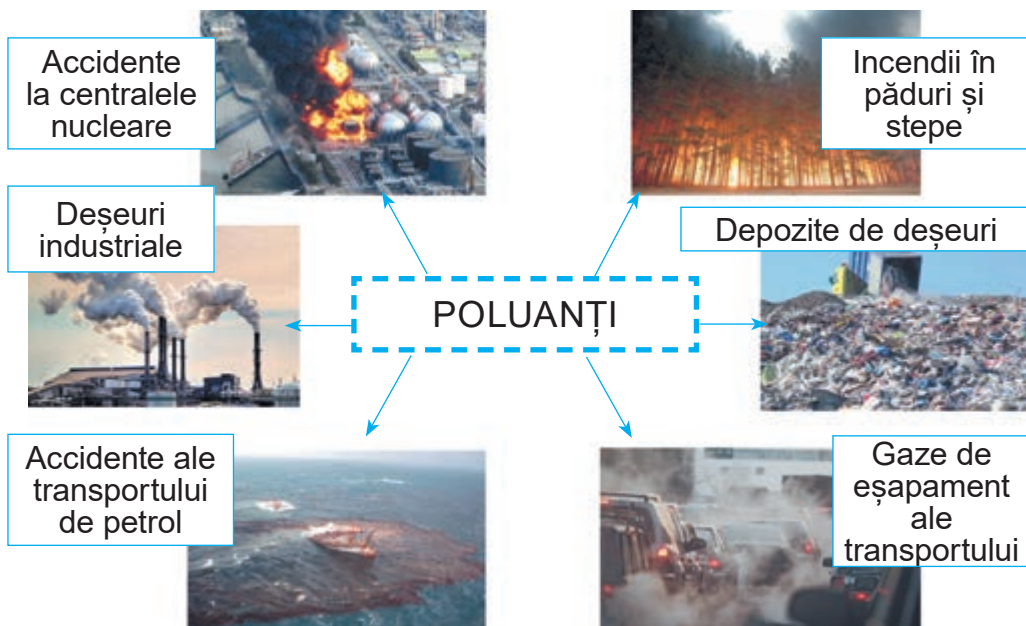 Accidente
la centralele
nucleare
Incendii în
păduri și
stepe
Deșeuri
industriale
Depozite de deșeuri
POLUANȚI
Accidente ale
transportului
de petrol
Gaze de
eșapament
ale
transportului